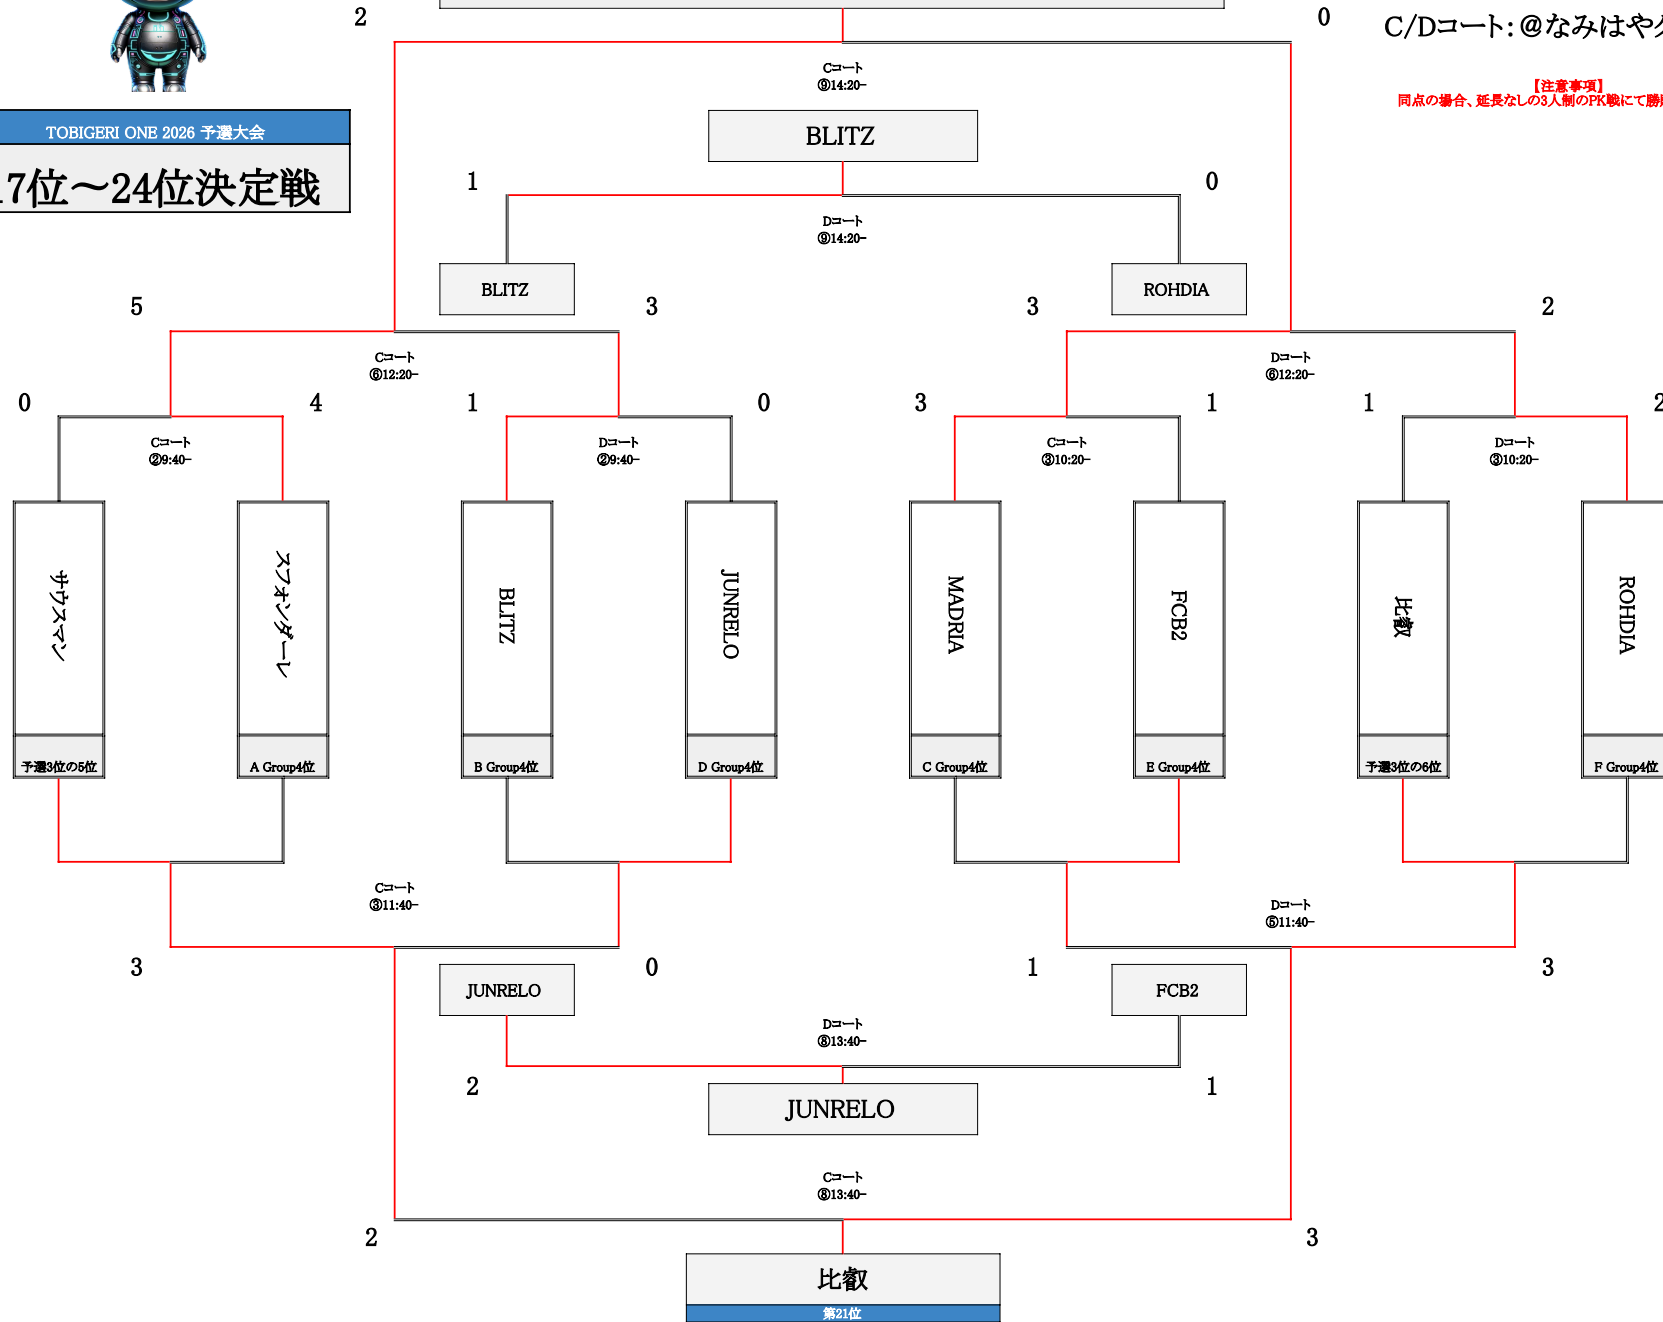 2
0
C/Dコート：@なみはや
Cコート
⑨14:20-
【注意事項】
同点の場合、延長なしの3人制のPK戦にて勝
TOBIGERI ONE 2026 予選大会
7位～24位決定戦
BLITZ
1
0
Dコート
⑨14:20-
BLITZ
ROHDIA
5
3
3
2
Cコート
⑥12:20-
Dコート
⑥12:20-
0
4
1
0
3
1
1
2
Cコート
②9:40-
Dコート
②9:40-
Cコート
③10:20-
Dコート
③10:20-
サウスマン
スフォンダーレ
BLITZ
JUNRELO
MADRIA
FCB2
比叡
ROHDIA
予選3位の5位
A Group4位
B Group4位
D Group4位
C Group4位
E Group4位
予選3位の6位
F Group4位
Cコート
③11:40-
Dコート
⑤11:40-
3
0
1
3
JUNRELO
FCB2
Dコート
⑧13:40-
2
1
JUNRELO
Cコート
⑧13:40-
2
3
比叡
第21位